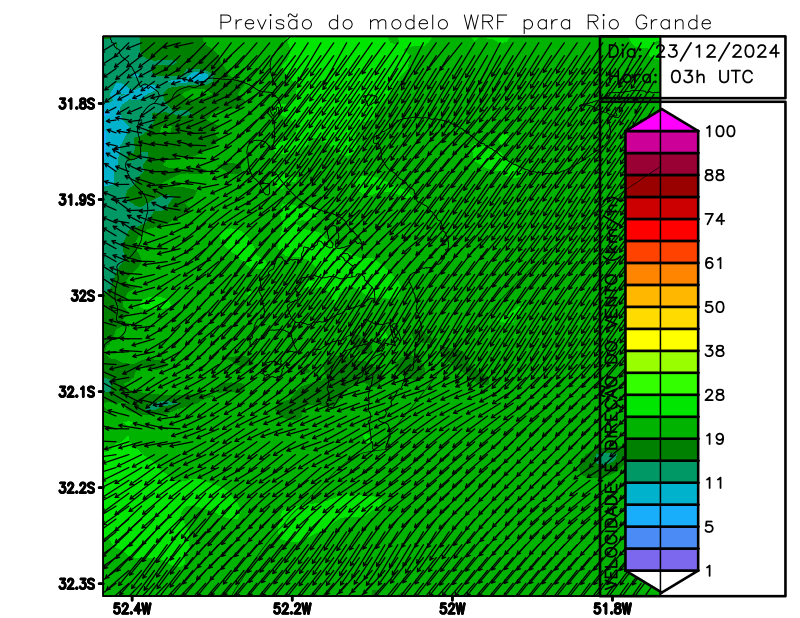 Previsão do modelo WRF para Rio Grande
Dia: 23/12/2024
Hora: 03h UTC
31.8S
31.9S
32S
32.1S
32.2S
32.3S
52.4W
52.2W
52W
51.8W
VELOCIDADE E DIREÇÃO DO VENTO (km/h)
100
88
74
61
50
38
28
19
11
5
1